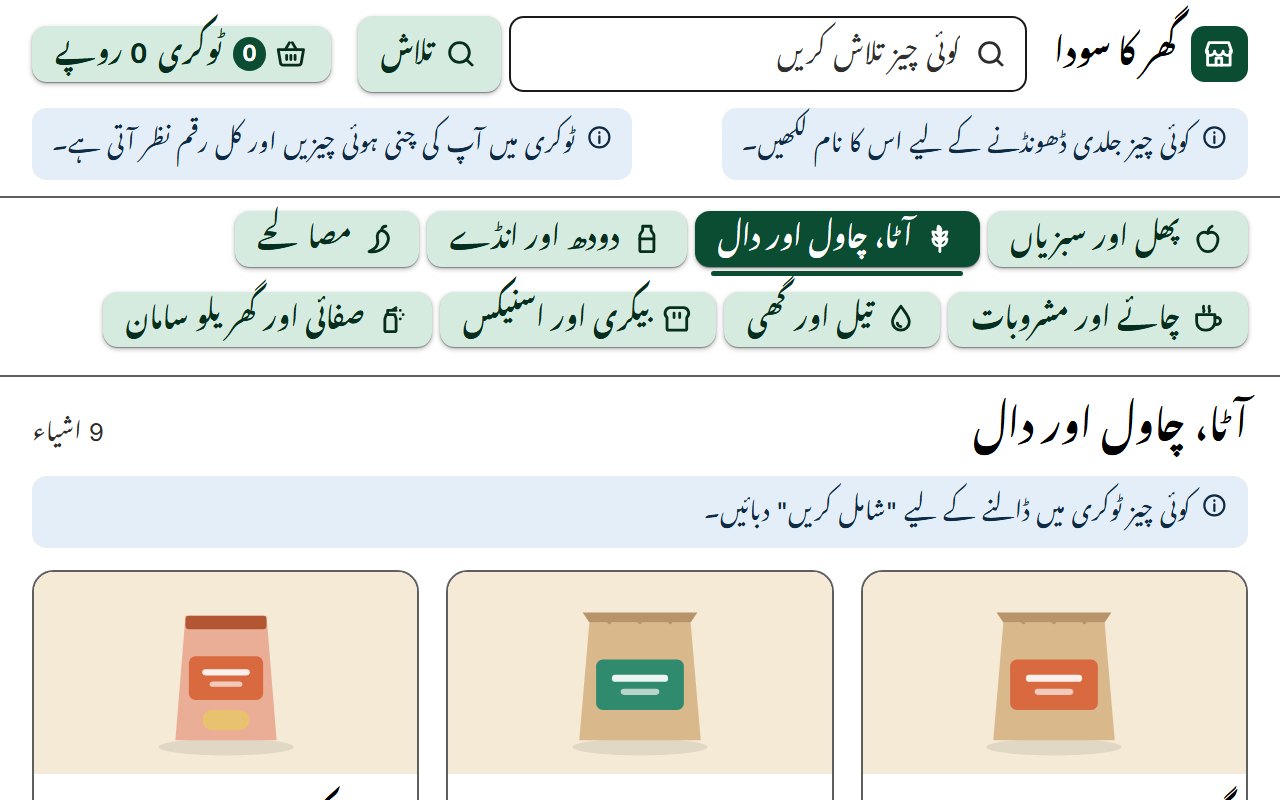 گھر کا سودا
کوئی چیز تلاش کریں
تلاش
ٹوکری 0 0 روپے
کوئی چیز جلدی ڈھونڈنے کے لیے اس کا نام لکھیں۔
ٹوکری میں آپ کی چنی ہوئی چیزیں اور کل رقم نظر آتی ہے۔
پھل اور سبزیاں
آٹا، چاول اور دال
دودھ اور انڈے
مصالحے
چائے اور مشروبات
تیل اور گھی
بیکری اور اسنیکس
صفائی اور گھریلو سامان
آٹا، چاول اور دال
9 اشیاء
کوئی چیز ٹوکری میں ڈالنے کے لیے "شامل کریں" دبائیں۔